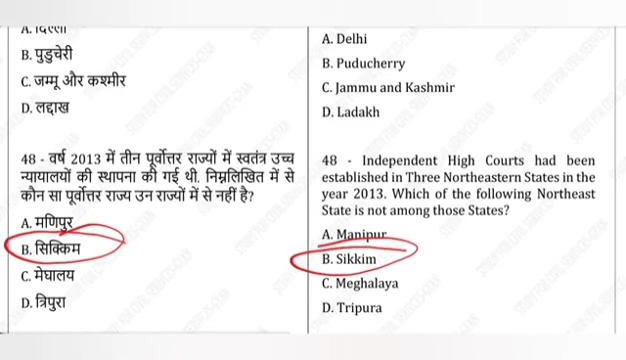 A. दिल्ली
B. पुडुचेरी
C. जम्मू और कश्मीर
D. लद्दाख
48 - वर्ष 2013 में तीन पूर्वोत्तर राज्यों में स्वतंत्र उच्च
न्यायालयों की स्थापना की गई थी. निम्नलिखित में से
कौन सा पूर्वोत्तर राज्य उन राज्यों में से नहीं है?
A. मणिपुर
B. सिक्किम
C. मेघालय
D. त्रिपुरा
A. Delhi
B. Puducherry
C. Jammu and Kashmir
D. Ladakh
48 - Independent High Courts had been
established in Three Northeastern States in the
year 2013. Which of the following Northeast
State is not among those States?
A. Manipur
B. Sikkim
C. Meghalaya
D. Tripura